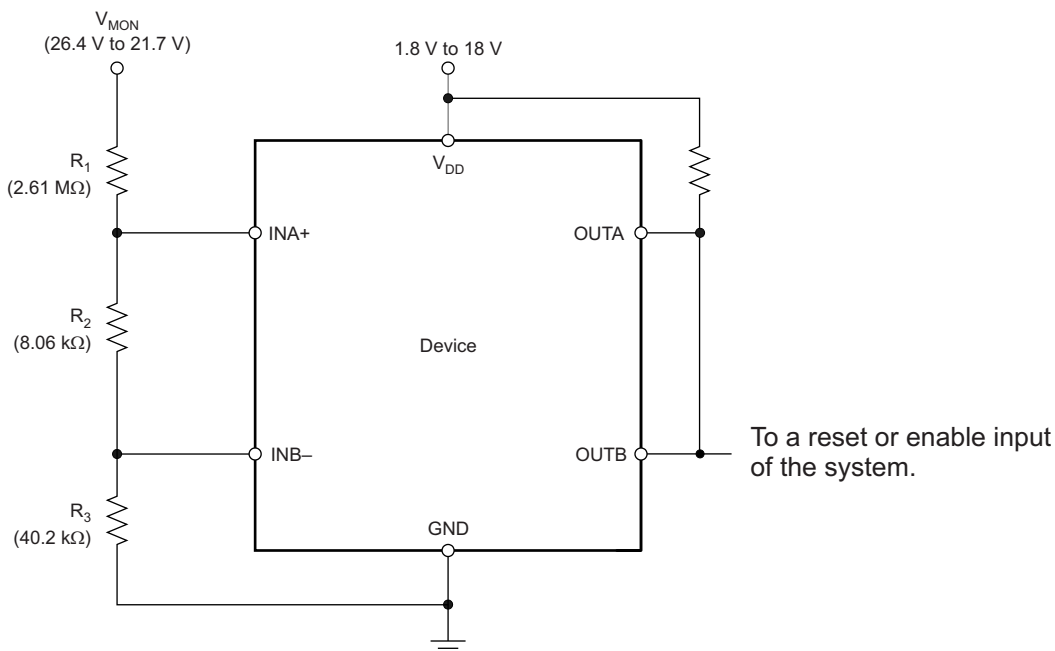 V_MON
(26.4 V to 21.7 V)
1.8 V to 18 V
R_1
(2.61 MΩ)
V_DD
INA+
OUTA
R_2
(8.06 kΩ)
Device
INB–
OUTB
To a reset or enable input
of the system.
R_3
(40.2 kΩ)
GND